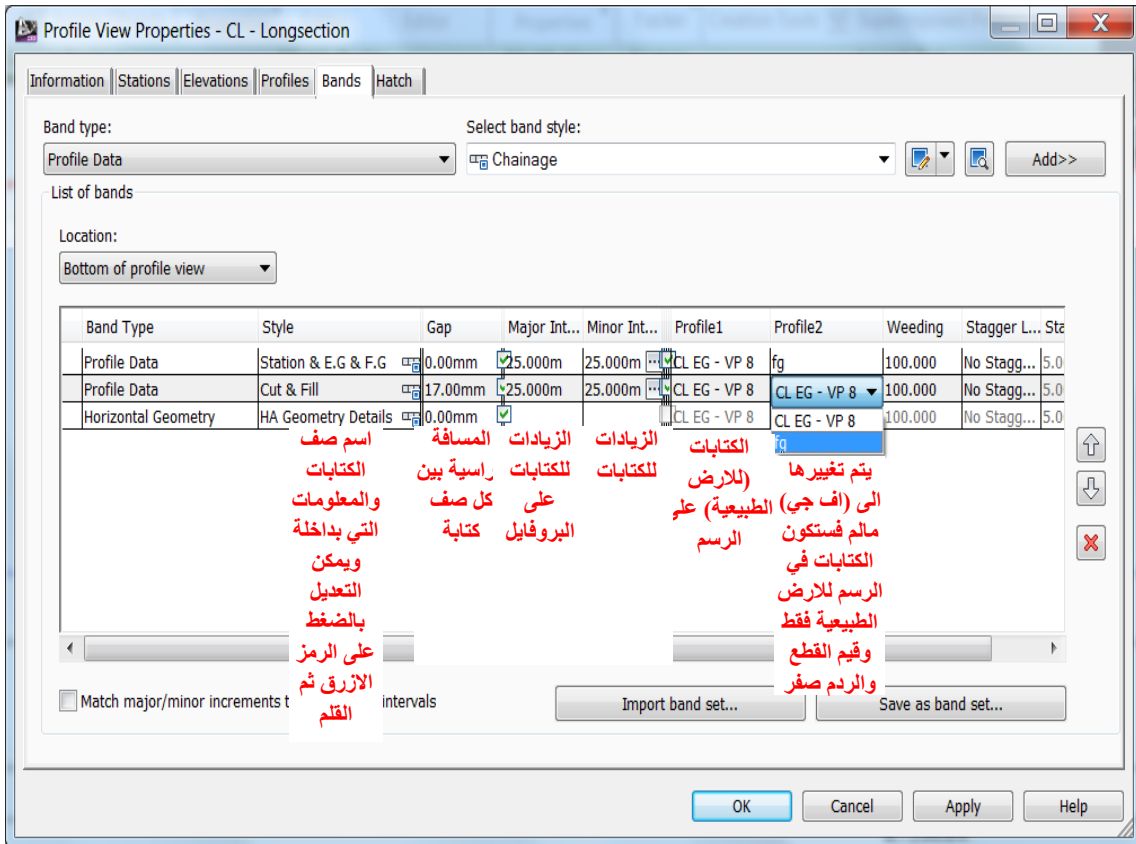 Profile View Properties - CL - Longsection
Information Stations Elevations Profiles Bands Hatch
Band type: Select band style:
Profile Data Chainage Add>>
List of bands
Location:
Bottom of profile view
Band Type Style Gap Major Int... Minor Int... Profile1 Profile2 Weeding Stagger L... Sta
Profile Data Station & E.G & F.G 0.00mm 25.000m 25.000m ... CL EG - VP 8 fg 100.000 No Stagg... 5.0
Profile Data Cut & Fill 17.00mm 25.000m 25.000m ... CL EG - VP 8 CL EG - VP 8 100.000 No Stagg... 5.0
Horizontal Geometry HA Geometry Details 0.00mm CL EG - VP 8 CL EG - VP 8 100.000 No Stagg... 5.0
fg
اسم صف
الكتابات
والمعلومات
التي بداخلة
ويمكن
التعديل
بالضغط
على الرمز
الازرق ثم
القلم
المسافة
راسية بين
كل صف
كتابة
الزيادات
للكتابات
على
البروفايل
الزيادات
للكتابات
الكتابات
(للارض
الطبيعية) على
الرسم
يتم تغييرها
الى (اف جي)
مالم فستكون
الكتابات في
الرسم للارض
الطبيعية فقط
وقيم القطع
والردم صفر
Match major/minor increments t intervals
Import band set... Save as band set...
OK Cancel Apply Help